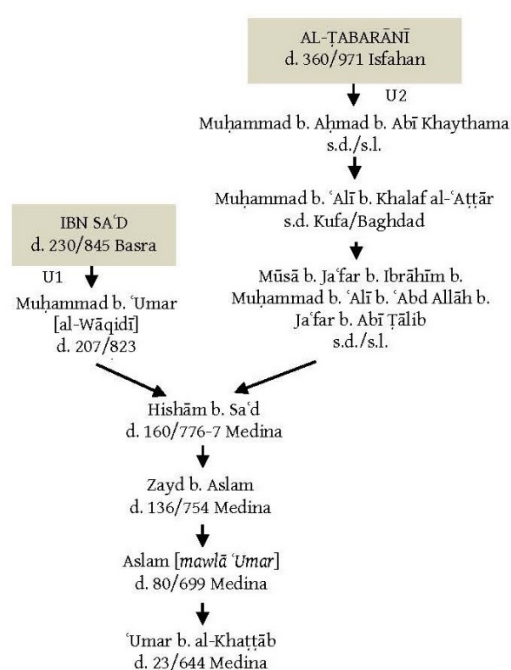 AL-ṬABARĀNĪ
d. 360/971 Isfahan
U2
Muḥammad b. Aḥmad b. Abī Khaythama
s.d./s.l.
Muḥammad b. ʿAlī b. Khalaf al-ʿAṭṭār
s.d. Kufa/Baghdad
IBN SAʿD
d. 230/845 Basra
U1
Muḥammad b. ʿUmar
[al-Wāqidī]
d. 207/823
Mūsā b. Jaʿfar b. Ibrāhīm b.
Muḥammad b. ʿAlī b. ʿAbd Allāh b.
Jaʿfar b. Abī Ṭālib
s.d./s.l.
Hishām b. Saʿd
d. 160/776-7 Medina
Zayd b. Aslam
d. 136/754 Medina
Aslam [mawlā ʿUmar]
d. 80/699 Medina
ʿUmar b. al-Khaṭṭāb
d. 23/644 Medina